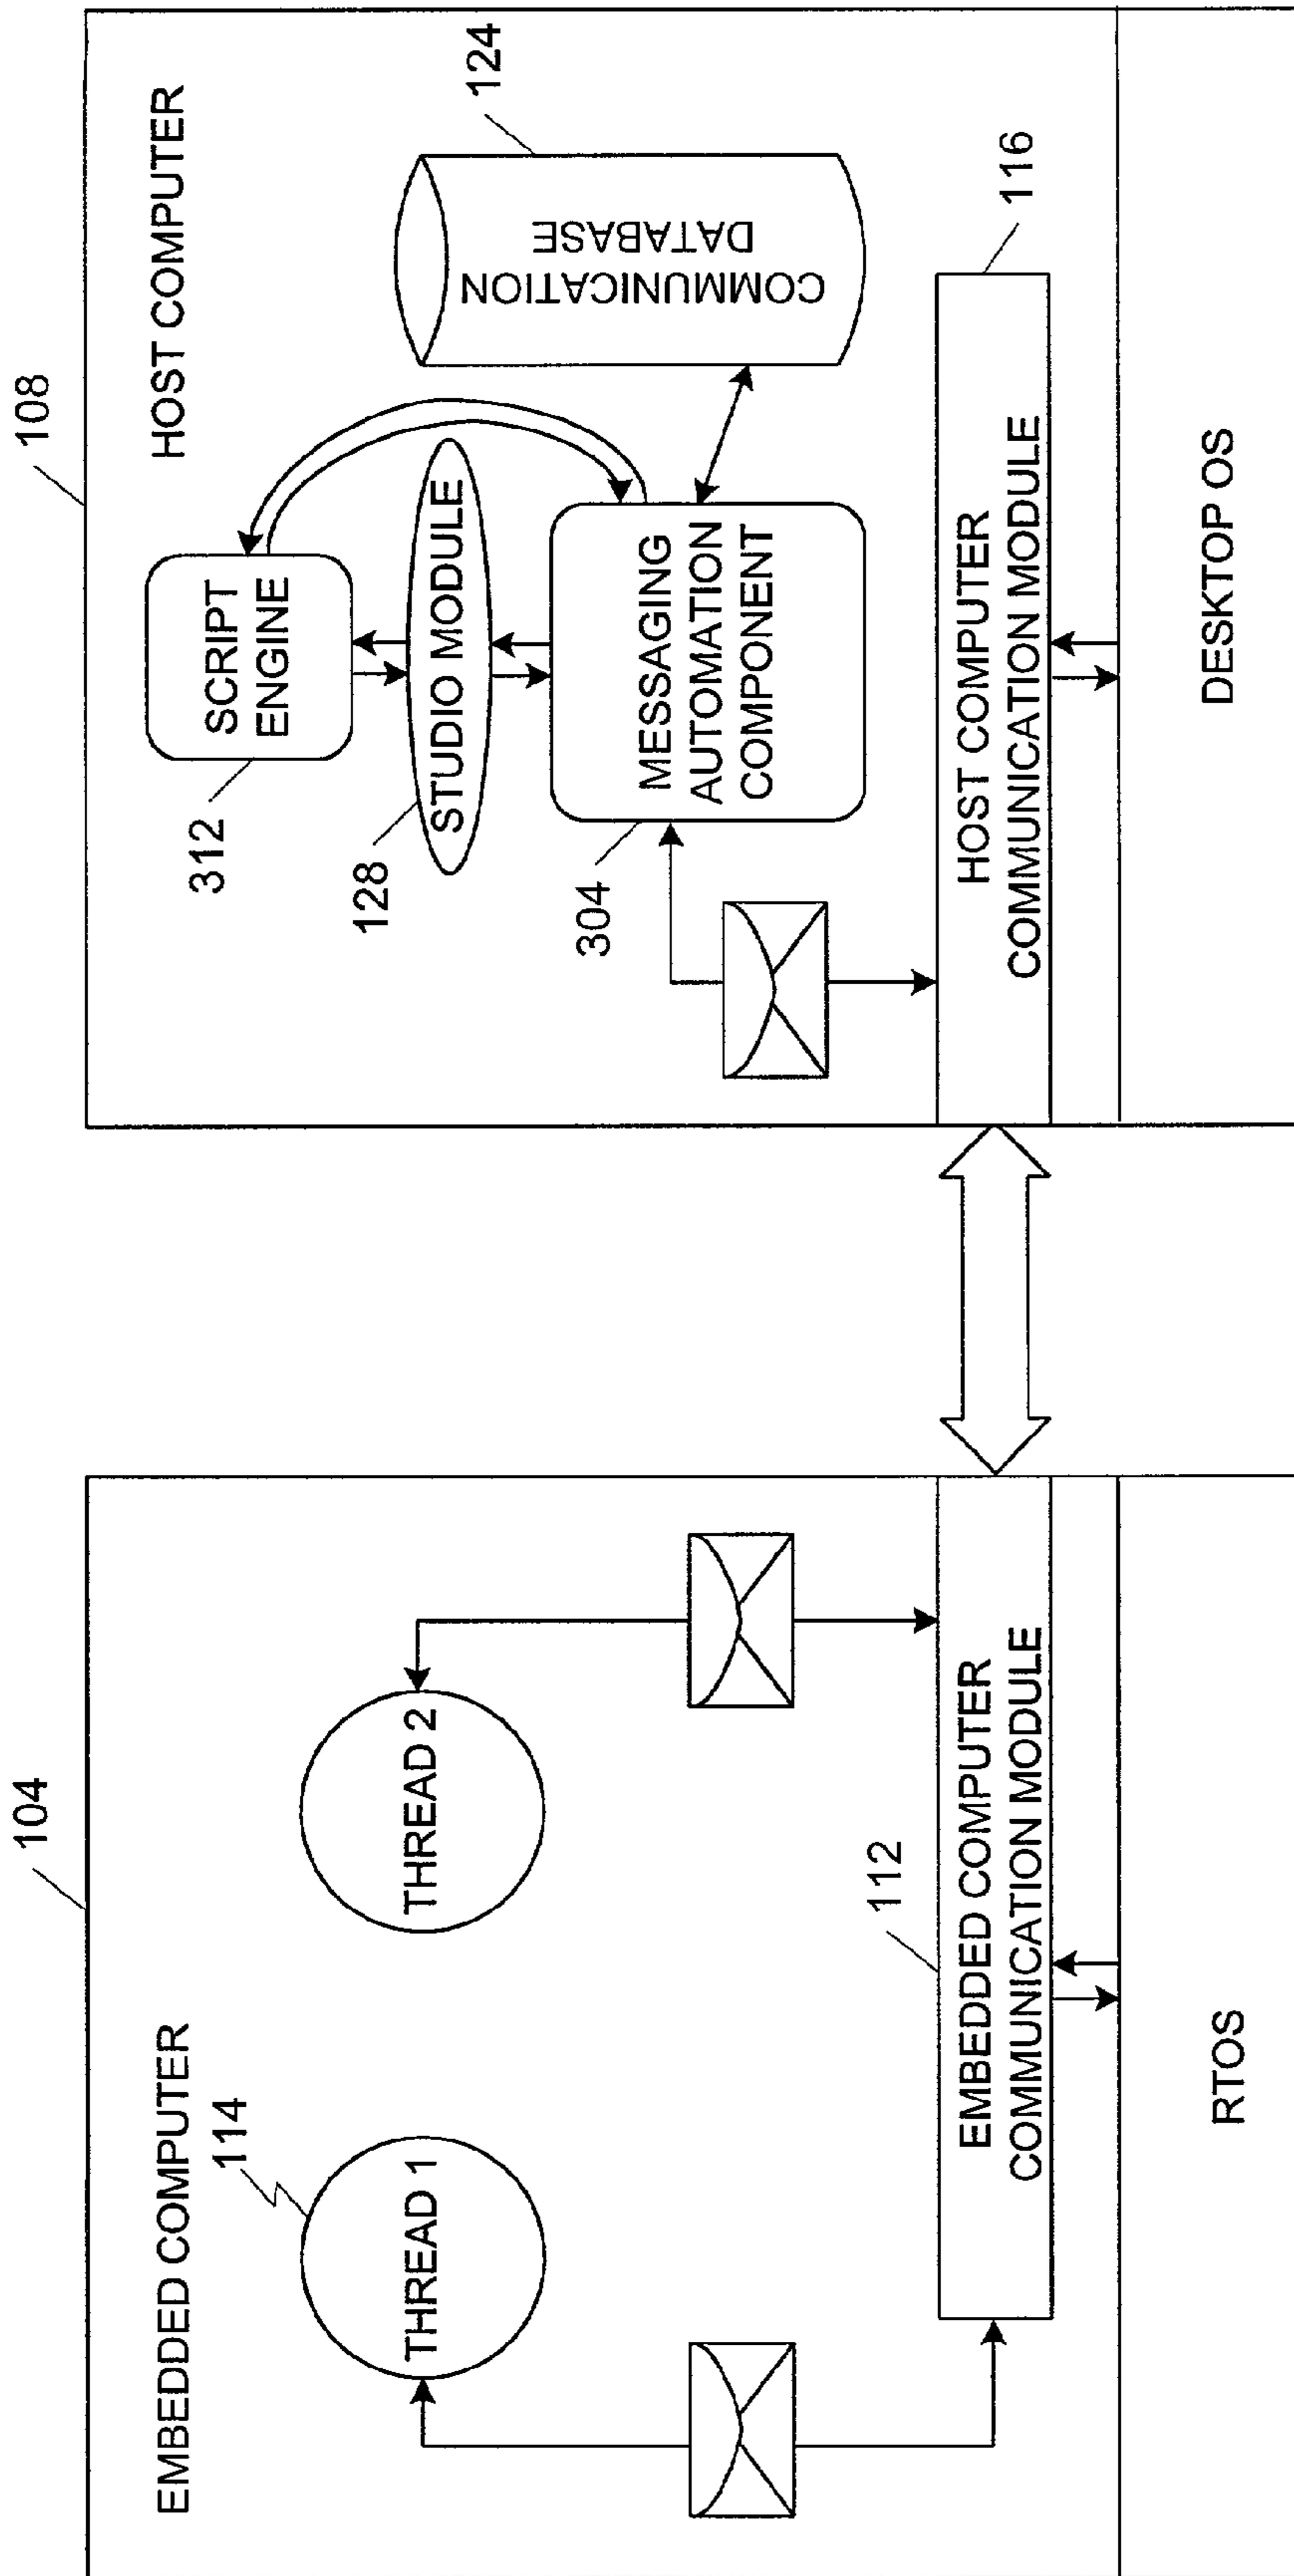 104
EMBEDDED COMPUTER
114
THREAD 1
THREAD 2
112
EMBEDDED COMPUTER
COMMUNICATION MODULE
RTOS
108
HOST COMPUTER
312
SCRIPT
ENGINE
128
STUDIO MODULE
304
MESSAGING
AUTOMATION
COMPONENT
124
COMMUNICATION
DATABASE
116
HOST COMPUTER
COMMUNICATION MODULE
DESKTOP OS